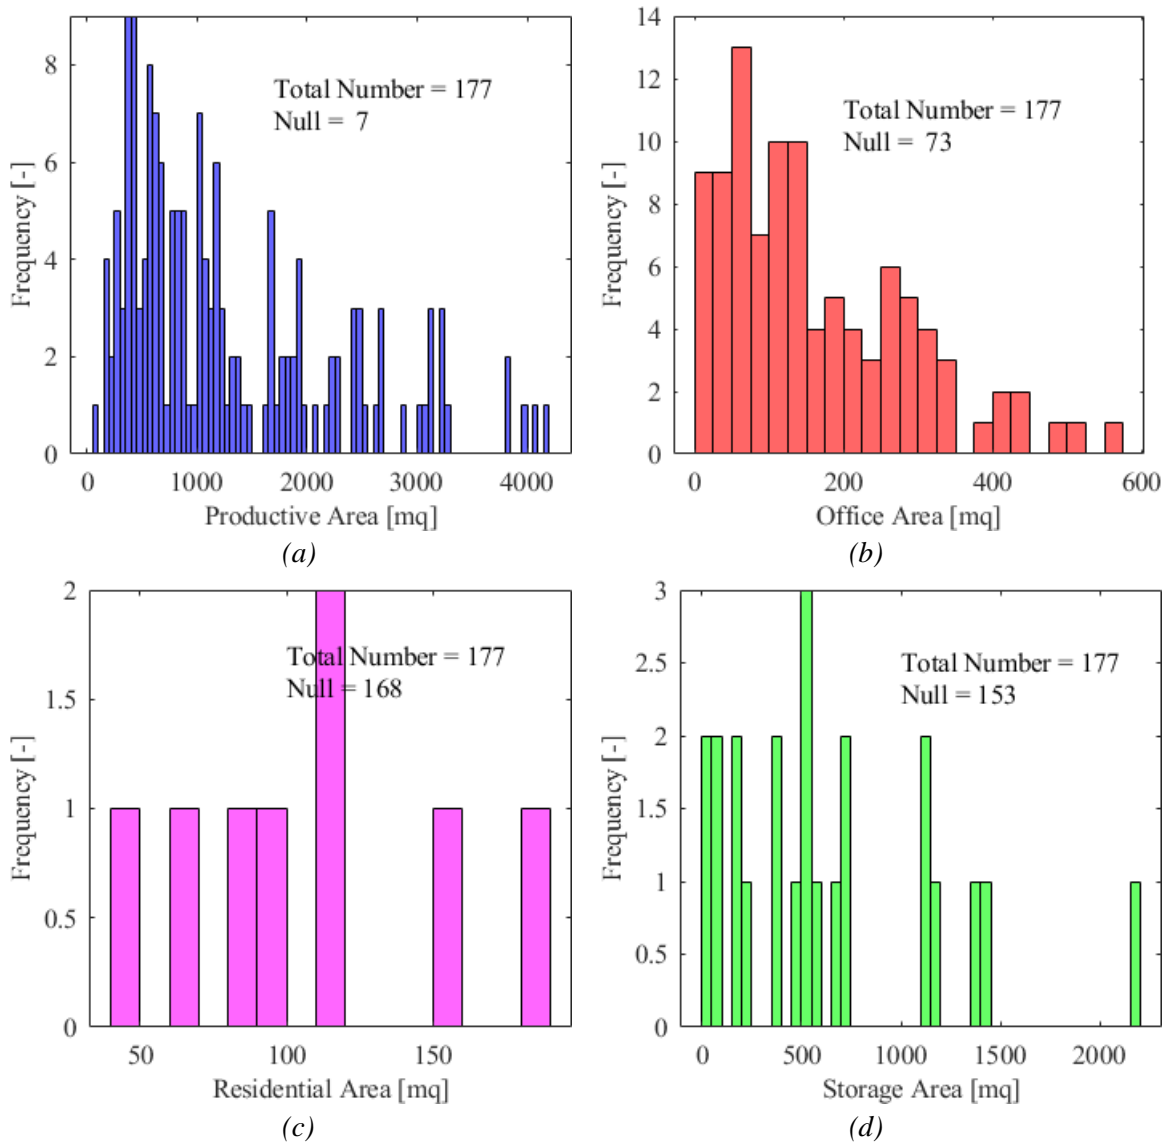 8
6
4
2
0
Frequency [-]
Total Number = 177
Null = 7
0 1000 2000 3000 4000
Productive Area [mq]
(a)
14
12
10
8
6
4
2
0
Frequency [-]
Total Number = 177
Null = 73
0 200 400 600
Office Area [mq]
(b)
2
1.5
1
0.5
0
Frequency [-]
Total Number = 177
Null = 168
50 100 150
Residential Area [mq]
(c)
3
2.5
2
1.5
1
0.5
0
Frequency [-]
Total Number = 177
Null = 153
0 500 1000 1500 2000
Storage Area [mq]
(d)